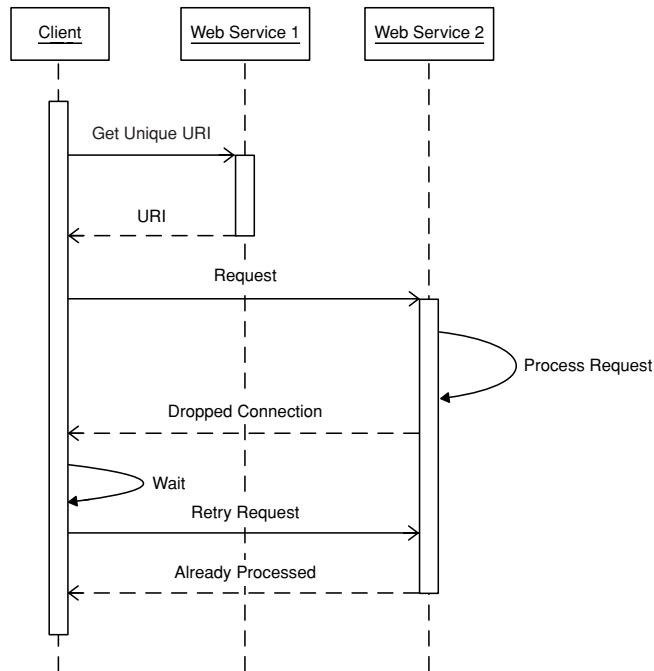 Client
Web Service 1
Web Service 2
Get Unique URI
URI
Request
Process Request
Dropped Connection
Wait
Retry Request
Already Processed